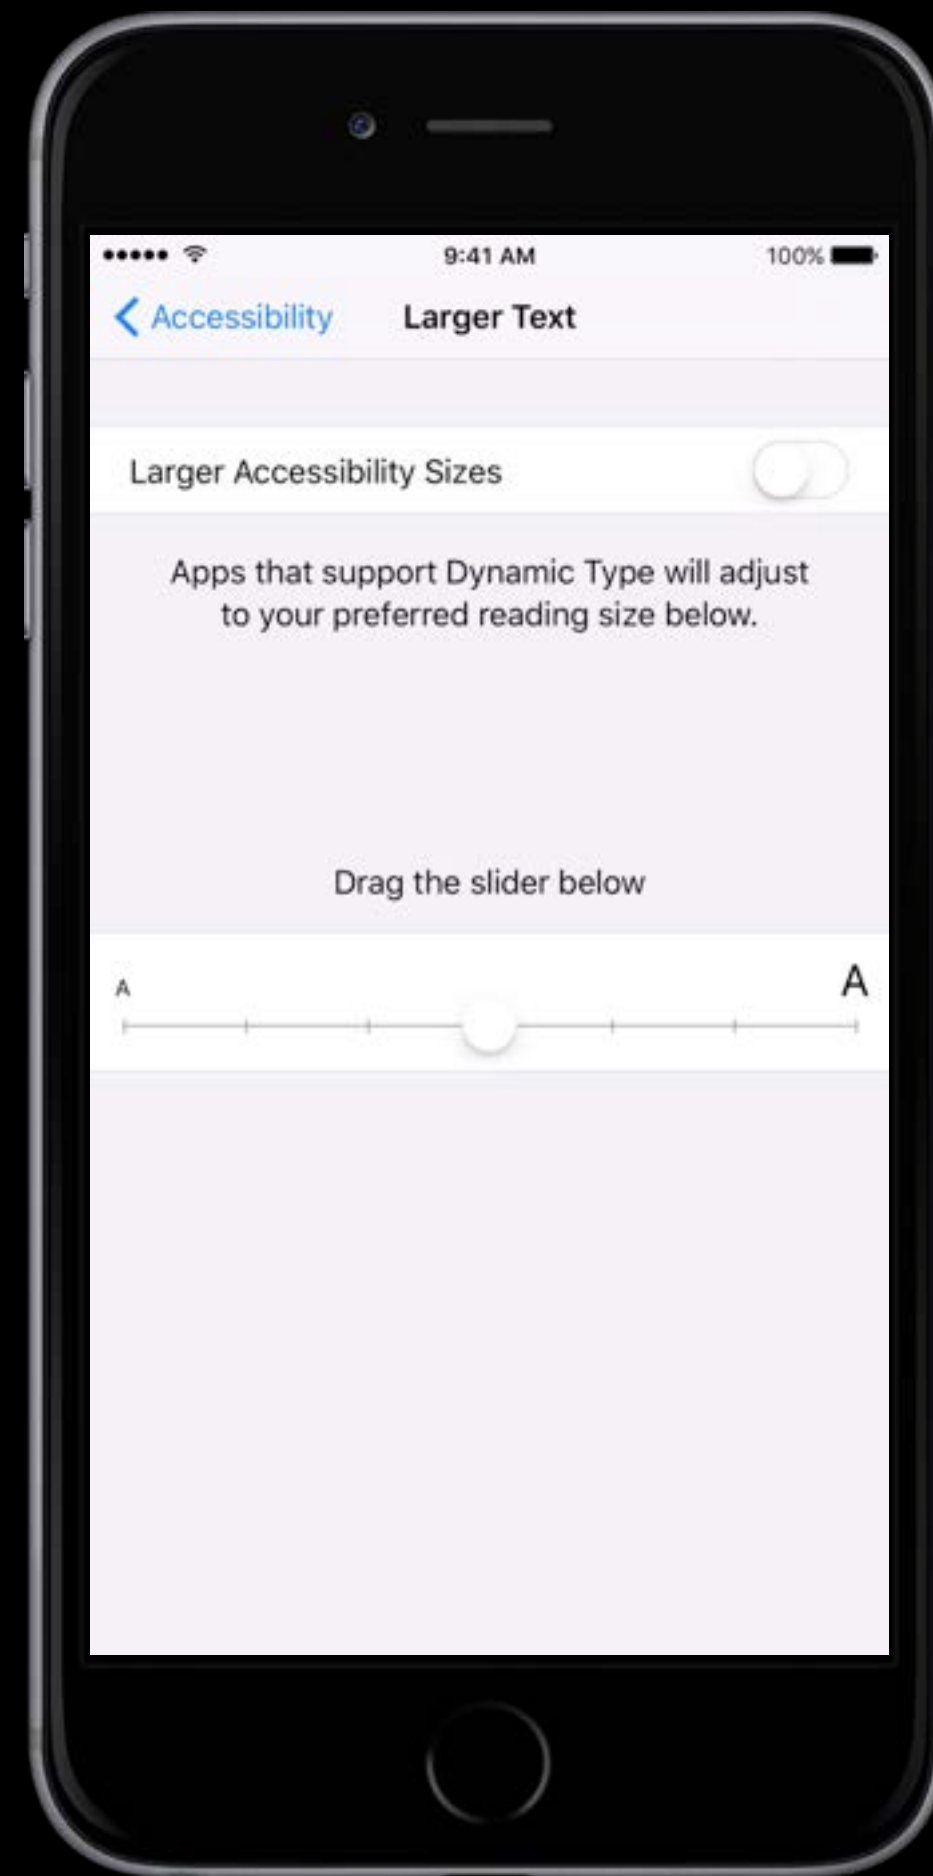 9:41 AM 100%
Accessibility Larger Text
Larger Accessibility Sizes
Apps that support Dynamic Type will adjust
to your preferred reading size below.
Drag the slider below
A A